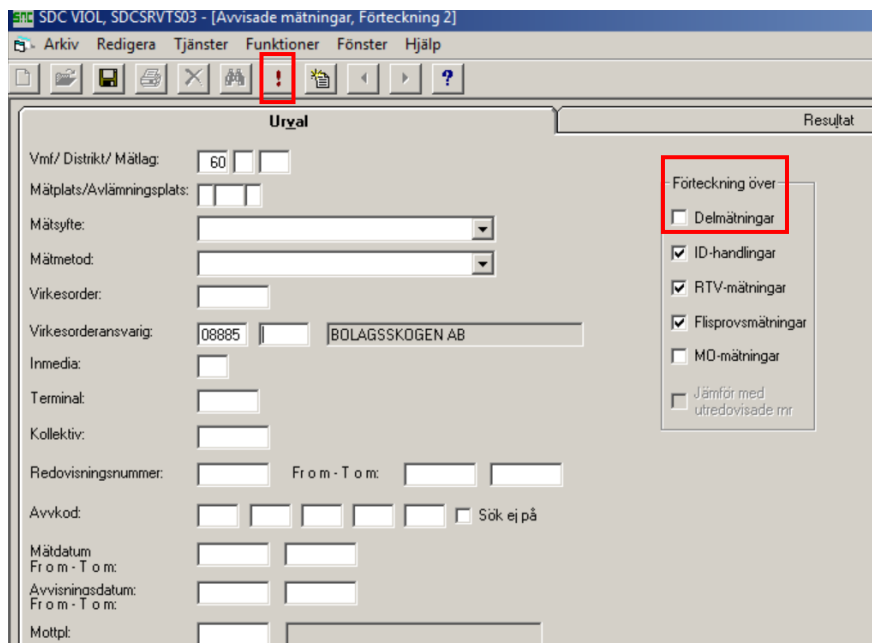 SDC SDC VIOL, SDCSRVTS03 - [Avvisade mätningar, Förteckning 2]
Arkiv Redigera Tjänster Funktioner Fönster Hjälp
! ?
Urval Resultat
Vmf/ Distrikt/ Mätlag: 60
Mätplats/Avlämningsplats:
Förteckning över
Mätsyfte: Delmätningar
Mätmetod: ID-handlingar
Virkesorder: RTV-mätningar
Virkesorderansvarig: 08885 BOLAGSSKOGEN AB Flisprovsmätningar
Inmedia: MO-mätningar
Terminal: Jämför med
utredovisade rnr
Kollektiv:
Redovisningsnummer: From - Tom:
Avvkod: Sök ej på
Mätdatum
From - Tom:
Avvisningsdatum:
From - Tom:
Mottpl: